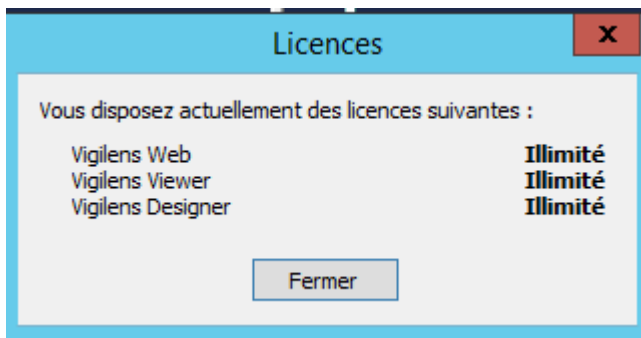 Licences
x
Vous disposez actuellement des licences suivantes :
Vigilens Web Illimité
Vigilens Viewer Illimité
Vigilens Designer Illimité
Fermer